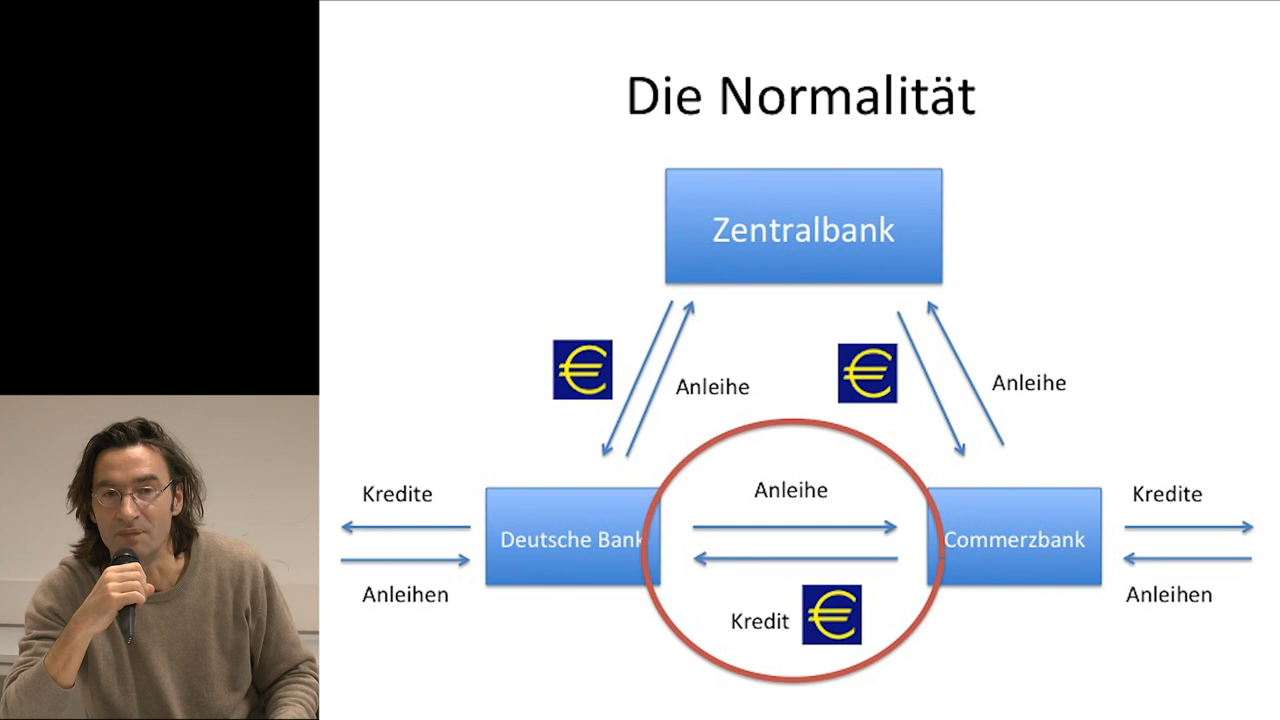 Die Normalität
Zentralbank
€
Anleihe
€
Anleihe
Kredite
Anleihe
Kredite
Deutsche Bank
Commerzbank
Anleihen
Kredit €
Anleihen